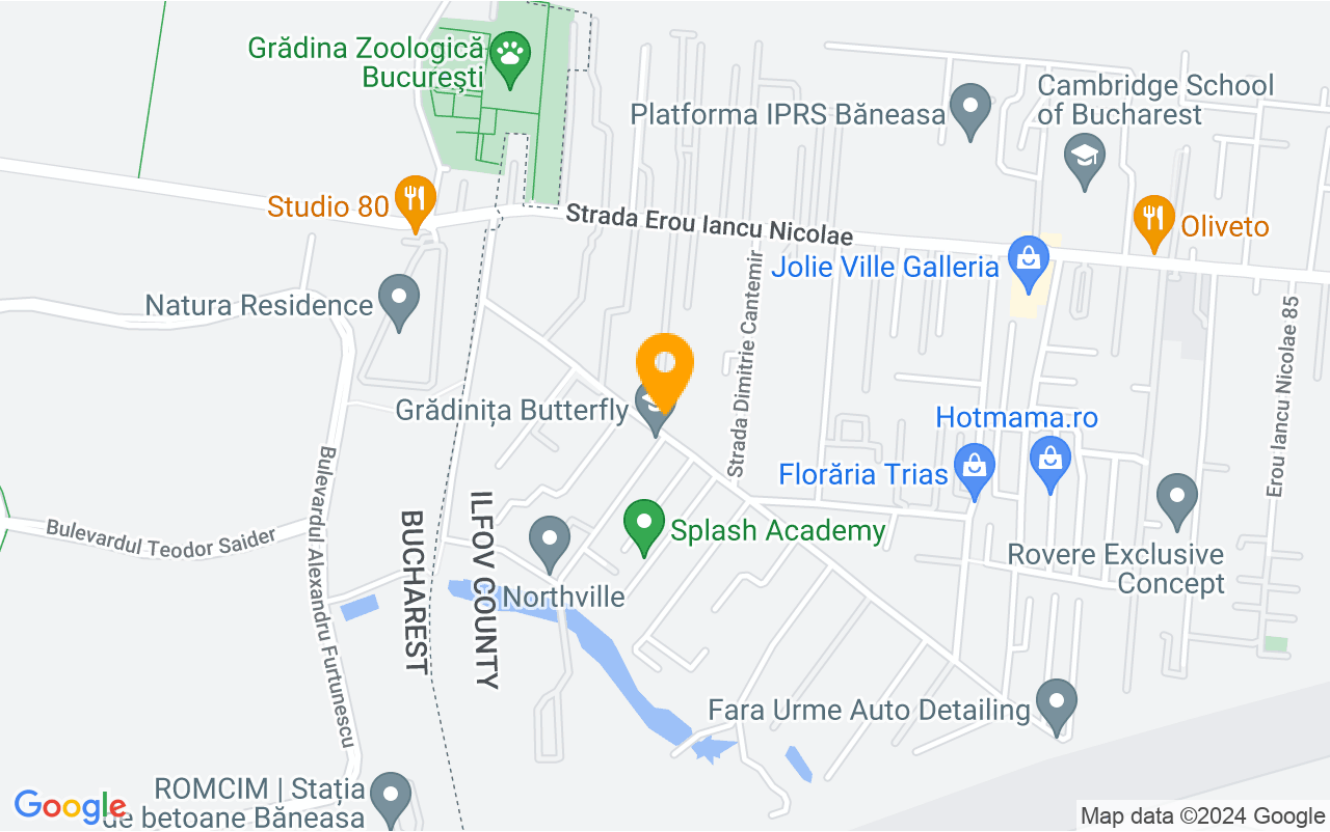 Grădina Zoologică
București
Cambridge School
of Bucharest
Platforma IPRS Băneasa
Studio 80
Strada Erou Iancu Nicolae
Oliveto
Jolie Ville Galleria
Natura Residence
Strada Dimitrie Cantemir
Erou Iancu Nicolae 85
Grădinița Butterfly
Hotmama.ro
Florăria Trias
Bulevardul Alexandru Furtunescu
Bulevardul Teodor Saider
BUCHAREST
ILFOV COUNTY
Splash Academy
Rovere Exclusive
Concept
Northville
Fara Urme Auto Detailing
ROMCIM | Stația
de betoane Băneasa
Google
Map data ©2024 Google